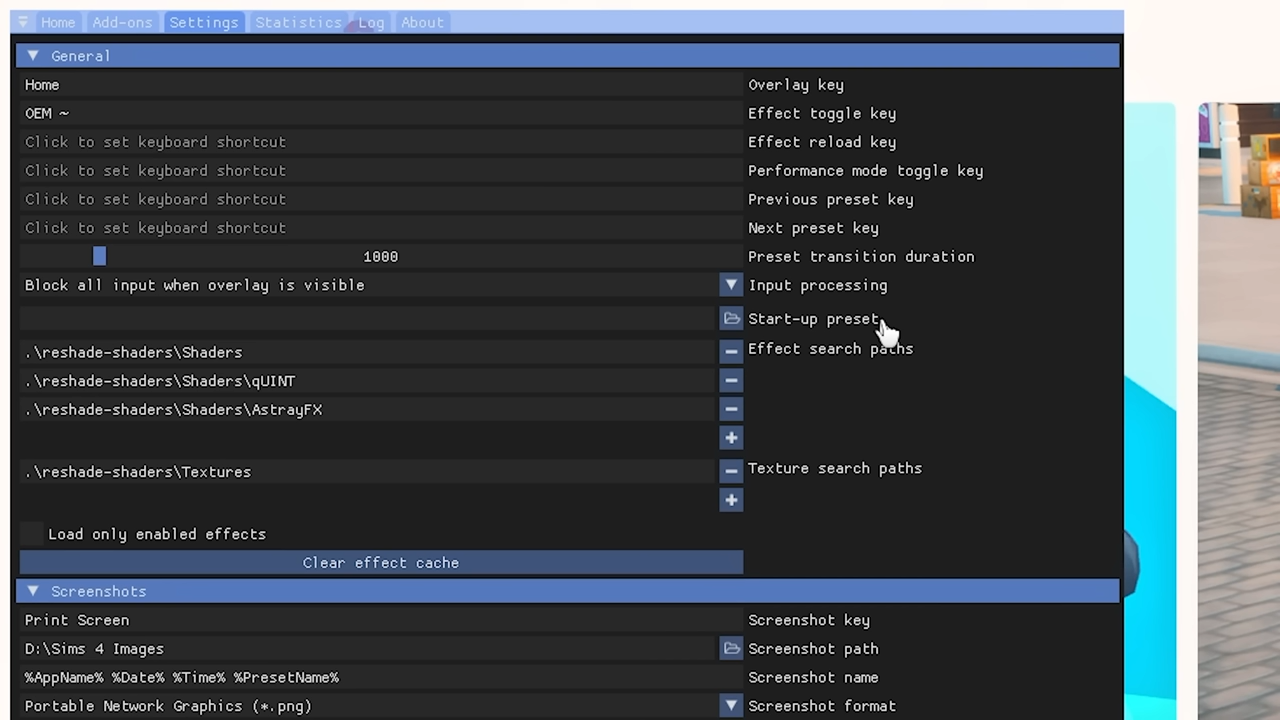 Home Add-ons Settings Statistics Log About
General
Home Overlay key
OEM ~ Effect toggle key
Click to set keyboard shortcut Effect reload key
Click to set keyboard shortcut Performance mode toggle key
Click to set keyboard shortcut Previous preset key
Click to set keyboard shortcut Next preset key
1000 Preset transition duration
Block all input when overlay is visible Input processing
Start-up preset
.\reshade-shaders\Shaders Effect search paths
.\reshade-shaders\Shaders\qUINT
.\reshade-shaders\Shaders\AstrayFX
.\reshade-shaders\Textures Texture search paths
Load only enabled effects
Clear effect cache
Screenshots
Print Screen Screenshot key
D:\Sims 4 Images Screenshot path
%AppName% %Date% %Time% %PresetName% Screenshot name
Portable Network Graphics (*.png) Screenshot format